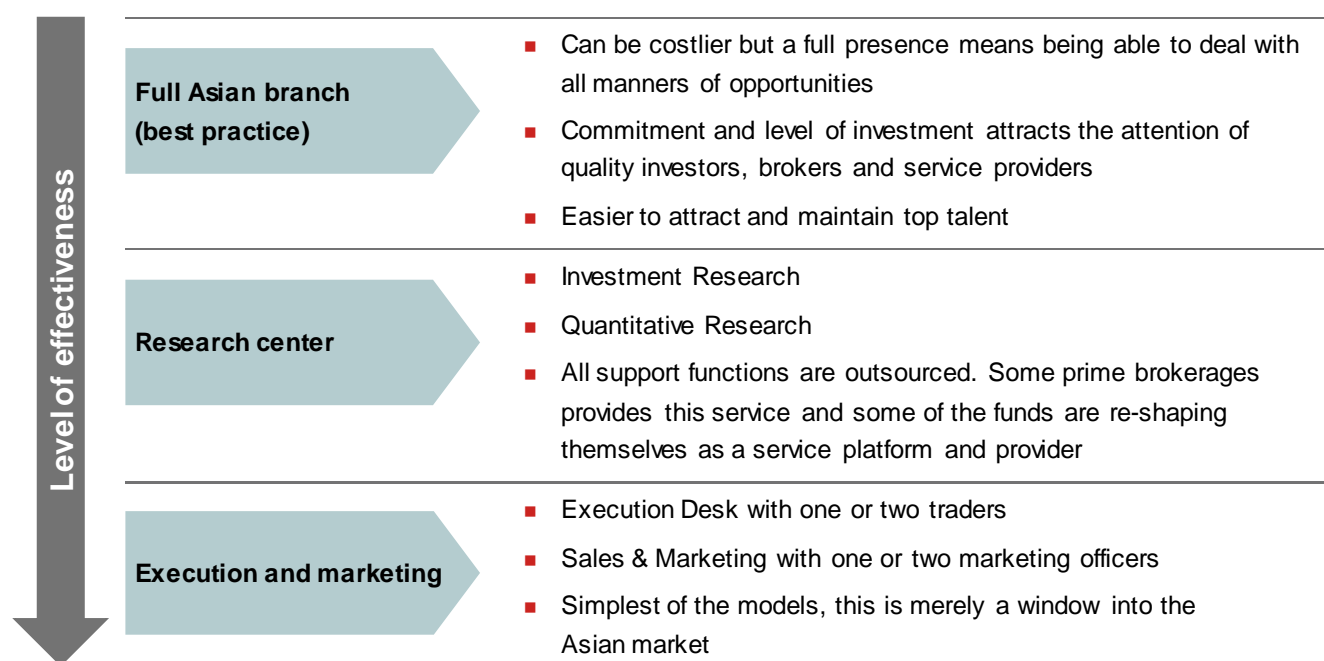 Level of effectiveness
Full Asian branch
(best practice)
■ Can be costlier but a full presence means being able to deal with
all manners of opportunities
■ Commitment and level of investment attracts the attention of
quality investors, brokers and service providers
■ Easier to attract and maintain top talent
Research center
■ Investment Research
■ Quantitative Research
■ All support functions are outsourced. Some prime brokerages
provides this service and some of the funds are re-shaping
themselves as a service platform and provider
Execution and marketing
■ Execution Desk with one or two traders
■ Sales & Marketing with one or two marketing officers
■ Simplest of the models, this is merely a window into the
Asian market